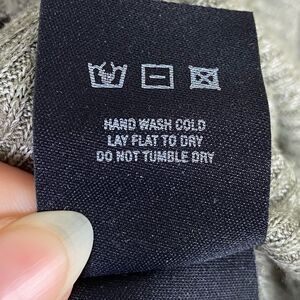 HAND WASH COLD
LAY FLAT TO DRY
DO NOT TUMBLE DRY